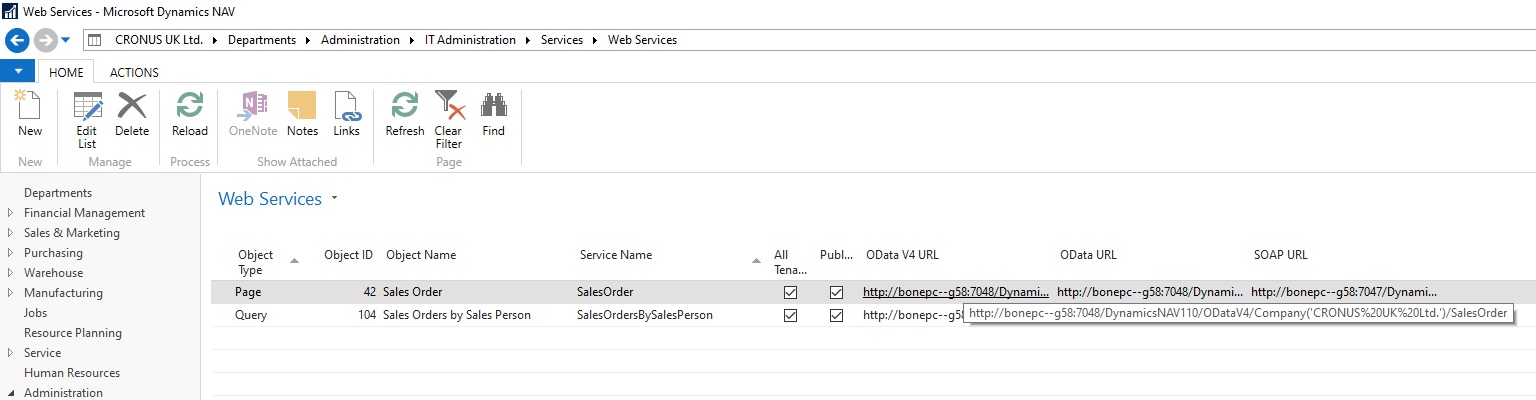 Web Services - Microsoft Dynamics NAV
CRONUS UK Ltd. Departments Administration IT Administration Services Web Services
HOME ACTIONS
New Edit List Delete Reload OneNote Notes Links Refresh Clear Filter Find
New Manage Process Show Attached Page
Departments
Financial Management
Sales & Marketing
Purchasing
Warehouse
Manufacturing
Jobs
Resource Planning
Service
Human Resources
Administration
Web Services
Object Type Object ID Object Name Service Name All Tena... Publ... OData V4 URL OData URL SOAP URL
Page 42 Sales Order SalesOrder http://bonepc--g58:7048/Dynami... http://bonepc--g58:7048/Dynami... http://bonepc--g58:7047/Dynami...
Query 104 Sales Orders by Sales Person SalesOrdersBySalesPerson http://bonepc--g58
http://bonepc--g58:7048/DynamicsNAV110/ODataV4/Company('CRONUS%20UK%20Ltd.')/SalesOrder